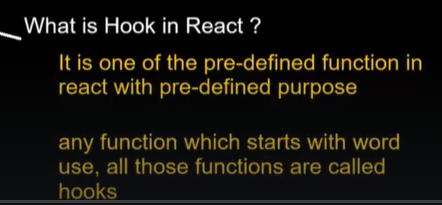 What is Hook in React ?
It is one of the pre-defined function in
react with pre-defined purpose
any function which starts with word
use, all those functions are called
hooks